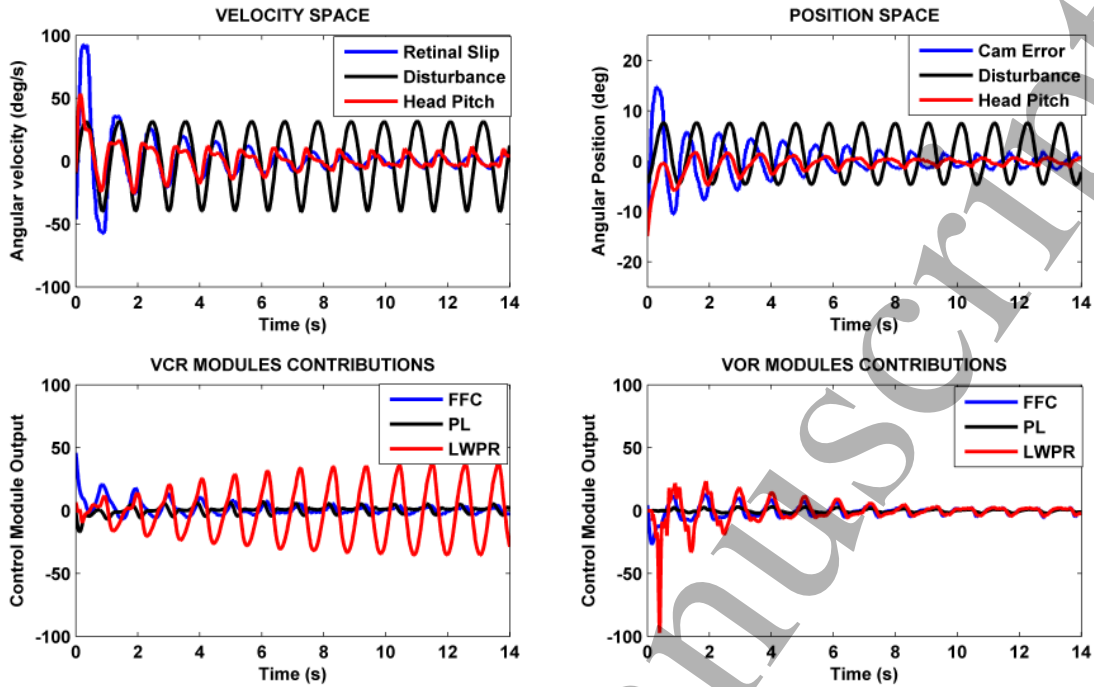 VELOCITY SPACE
100
50
0
-50
-100
Angular velocity (deg/s)
Retinal Slip
Disturbance
Head Pitch
0 2 4 6 8 10 12 14
Time (s)
POSITION SPACE
20
10
0
-10
-20
Angular Position (deg)
Cam Error
Disturbance
Head Pitch
0 2 4 6 8 10 12 14
Time (s)
VCR MODULES CONTRIBUTIONS
100
50
0
-50
-100
Control Module Output
FFC
PL
LWPR
0 2 4 6 8 10 12 14
Time (s)
VOR MODULES CONTRIBUTIONS
100
50
0
-50
-100
Control Module Output
FFC
PL
LWPR
0 2 4 6 8 10 12 14
Time (s)
nuscrip